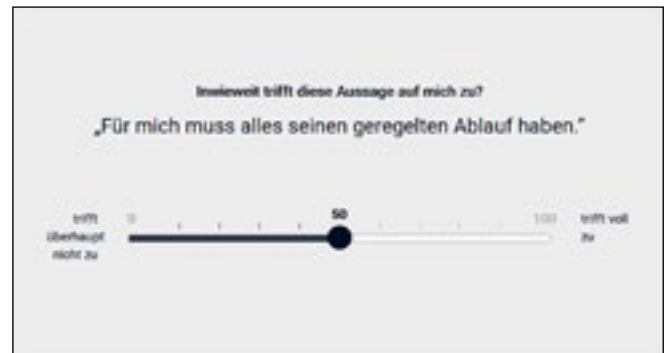 Inwieweit trifft diese Aussage auf mich zu?
„Für mich muss alles seinen geregelten Ablauf haben."
50
0
100
trifft
überhaupt
nicht zu
trifft voll
zu